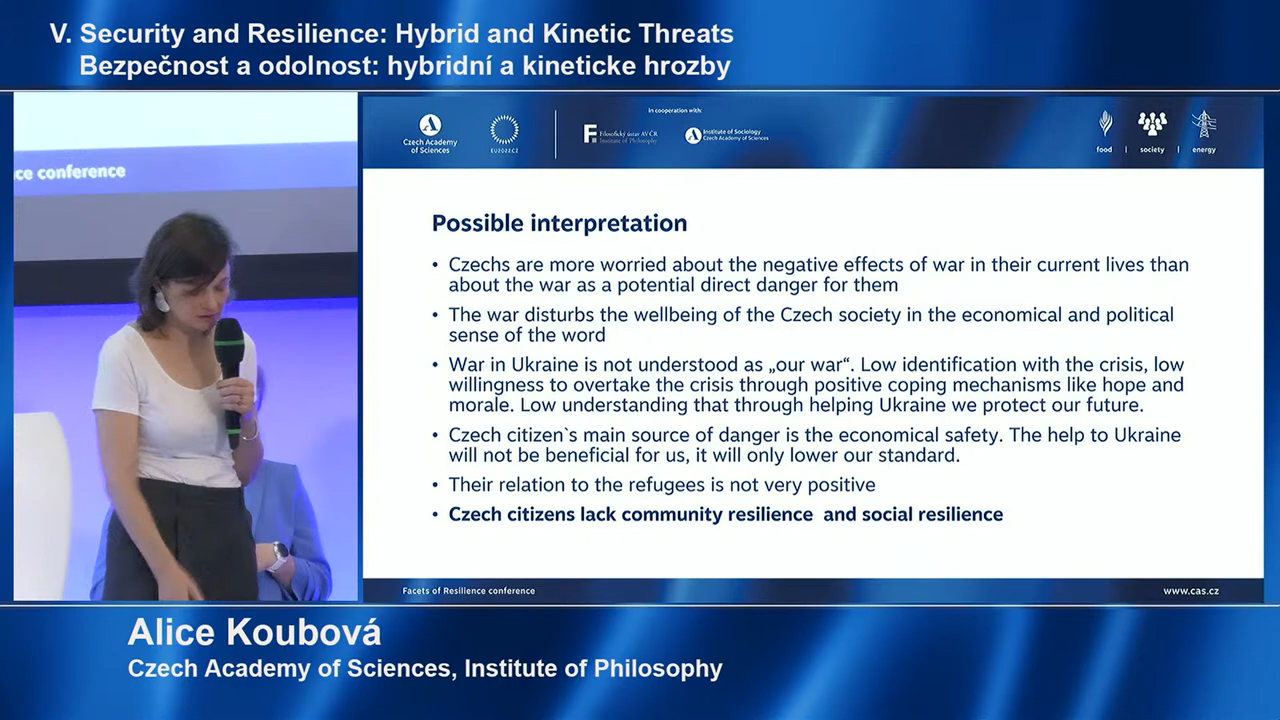 V. Security and Resilience: Hybrid and Kinetic Threats
Bezpečnost a odolnost: hybridní a kineticke hrozby
ce conference
Czech Academy
of Sciences
EU2022.CZ
In cooperation with:
Filosofický ústav AV ČR
Institute of Philosophy
Institute of Sociology
Czech Academy of Sciences
food | society | energy
Possible interpretation
• Czechs are more worried about the negative effects of war in their current lives than
about the war as a potential direct danger for them
• The war disturbs the wellbeing of the Czech society in the economical and political
sense of the word
• War in Ukraine is not understood as „our war“. Low identification with the crisis, low
willingness to overtake the crisis through positive coping mechanisms like hope and
morale. Low understanding that through helping Ukraine we protect our future.
• Czech citizen`s main source of danger is the economical safety. The help to Ukraine
will not be beneficial for us, it will only lower our standard.
• Their relation to the refugees is not very positive
• Czech citizens lack community resilience and social resilience
Facets of Resilience conference
www.cas.cz
Alice Koubová
Czech Academy of Sciences, Institute of Philosophy